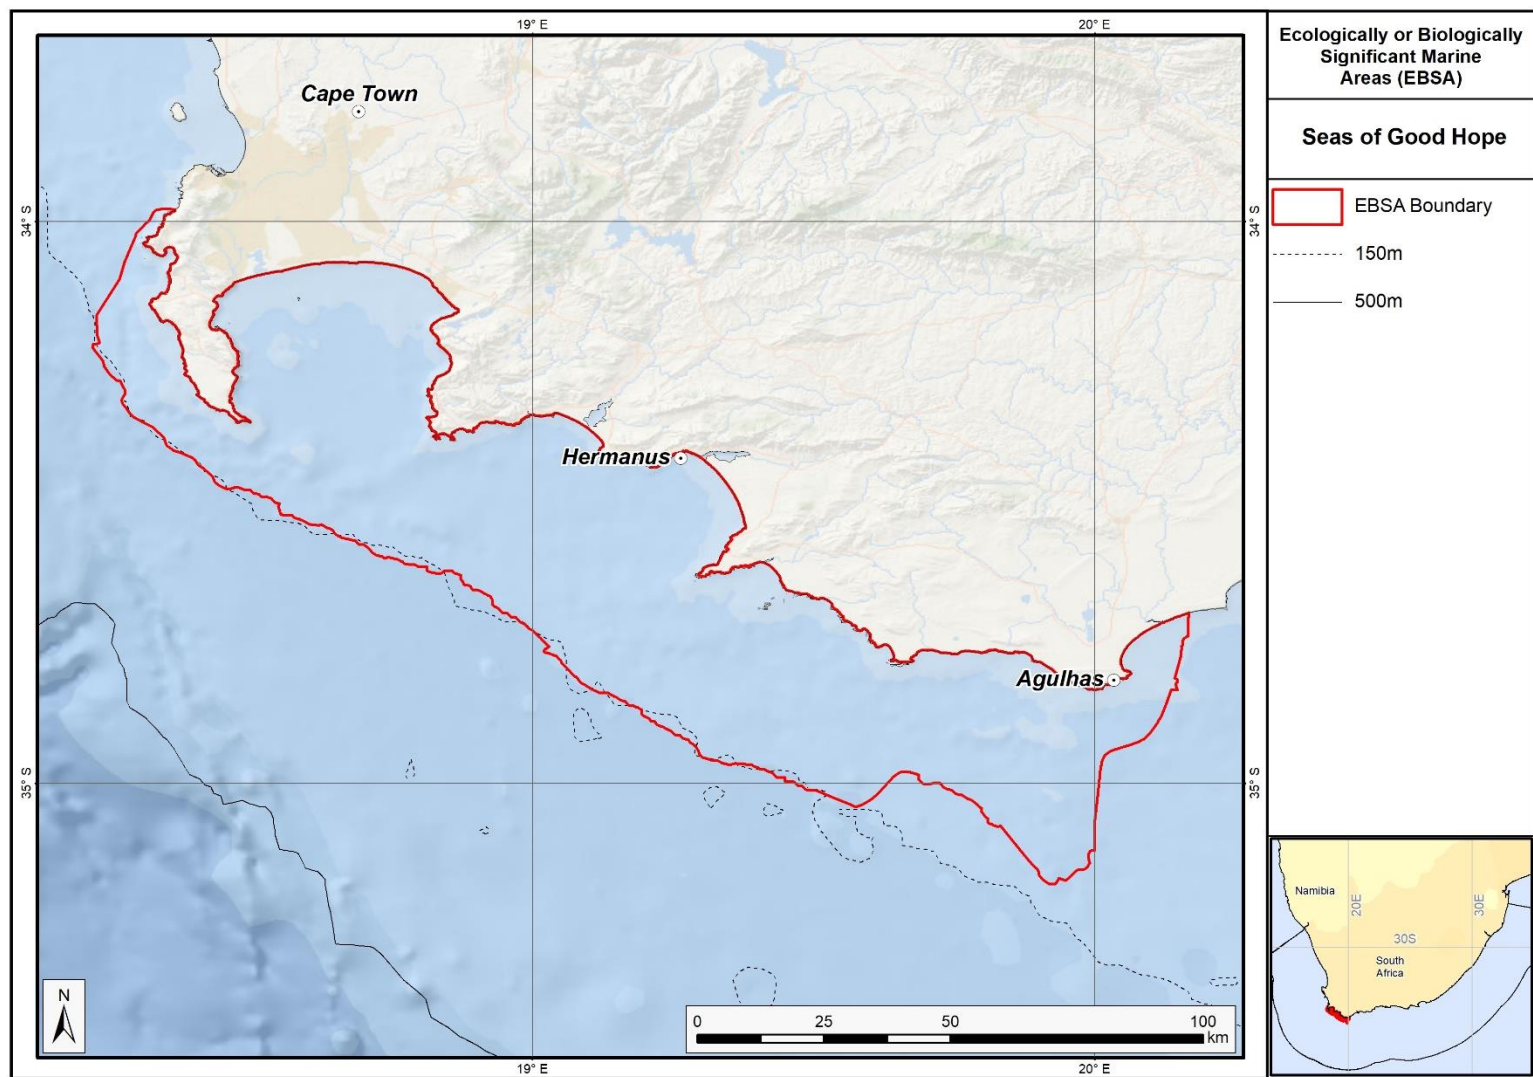 19° E
20° E
Cape Town
34° S
34° S
Hermanus
Agulhas
35° S
35° S
N
0
25
50
100
km
19° E
20° E
Ecologically or Biologically
Significant Marine
Areas (EBSA)
Seas of Good Hope
EBSA Boundary
150m
500m
Namibia
20E
30E
30S
South
Africa